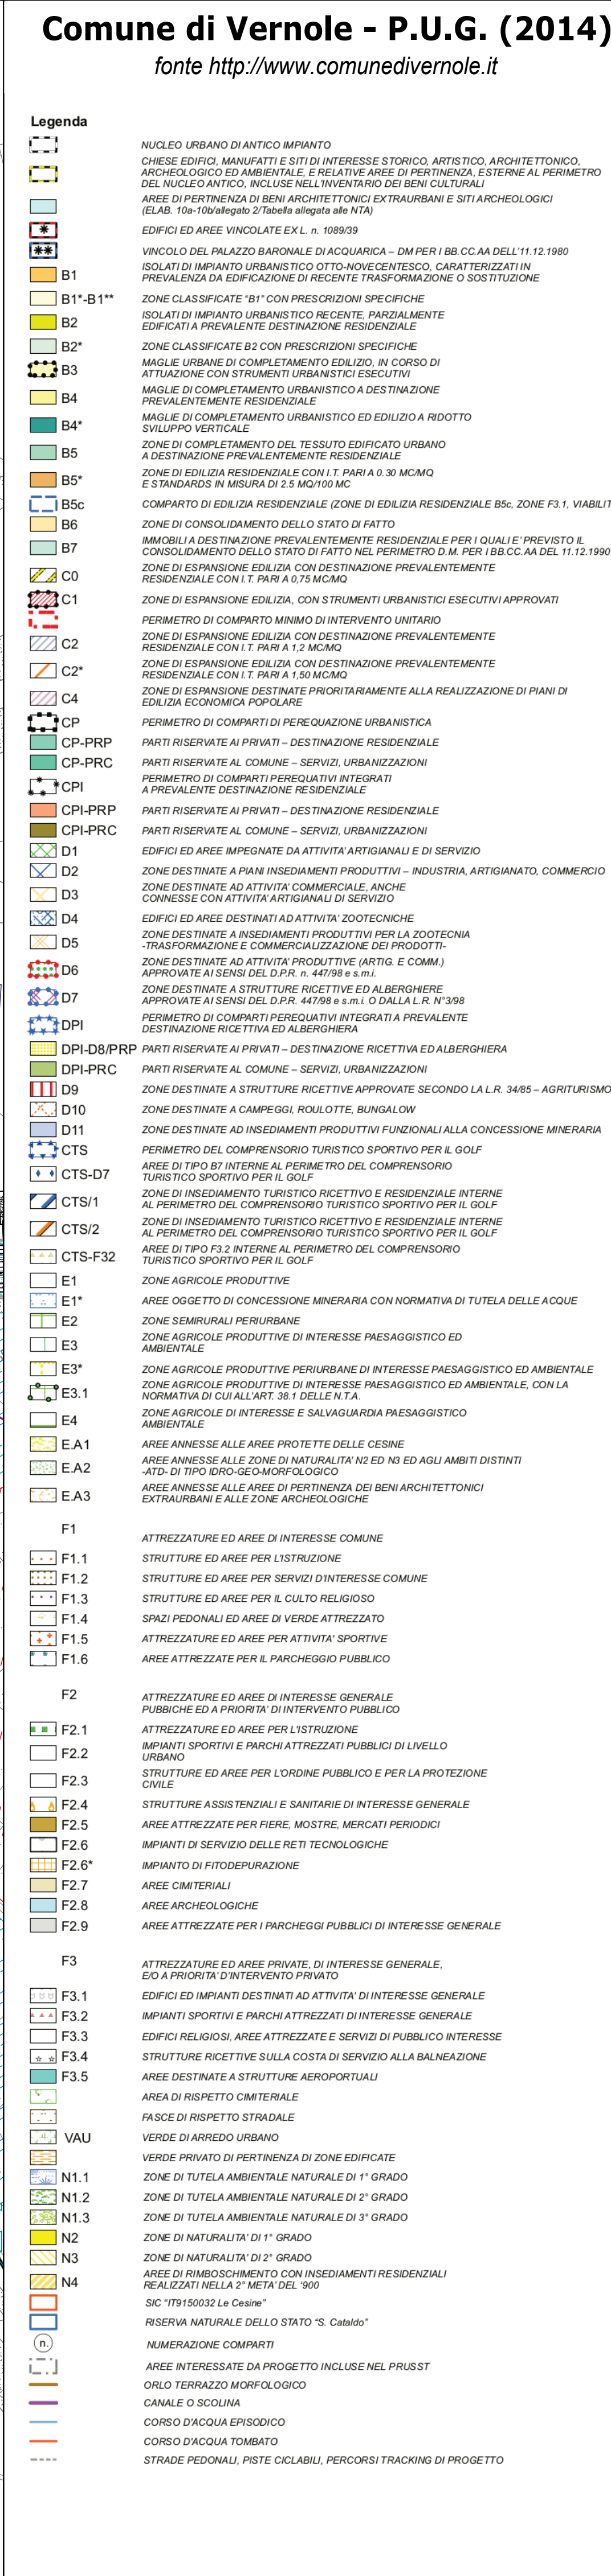 Comune di Vernole - P.U.G. (2014)
fonte http://www.comunedivernole.it
Legenda
NUCLEO URBANO DI ANTICO IMPIANTO
CHIESE EDIFICI, MANUFATTI E SITI DI INTERESSE STORICO, ARTISTICO, ARCHITETTONICO,
ARCHEOLOGICO ED AMBIENTALE, E RELATIVE AREE DI PERTINENZA, ESTERNE AL PERIMETRO
DEL NUCLEO ANTICO, INCLUSE NELL'INVENTARIO DEI BENI CULTURALI
AREE DI PERTINENZA DI BENI ARCHITETTONICI EXTRAURBANI E SITI ARCHEOLOGICI
(ELAB. 10a-10b/allegato 2/Tabella allegata alle NTA)
EDIFICI ED AREE VINCOLATE EX L. n. 1089/39
VINCOLO DEL PALAZZO BARONALE DI ACQUARICA – DM PER I BB.CC.AA DELL'11.12.1980
B1 ISOLATI DI IMPIANTO URBANISTICO OTTO-NOVECENTESCO, CARATTERIZZATI IN
PREVALENZA DA EDIFICAZIONE DI RECENTE TRASFORMAZIONE O SOSTITUZIONE
B1*-B1** ZONE CLASSIFICATE “B1” CON PRESCRIZIONI SPECIFICHE
B2 ISOLATI DI IMPIANTO URBANISTICO RECENTE, PARZIALMENTE
EDIFICATI A PREVALENTE DESTINAZIONE RESIDENZIALE
B2* ZONE CLASSIFICATE B2 CON PRESCRIZIONI SPECIFICHE
B3 MAGLIE URBANE DI COMPLETAMENTO EDILIZIO, IN CORSO DI
ATTUAZIONE CON STRUMENTI URBANISTICI ESECUTIVI
B4 MAGLIE DI COMPLETAMENTO URBANISTICO A DESTINAZIONE
PREVALENTEMENTE RESIDENZIALE
B4* MAGLIE DI COMPLETAMENTO URBANISTICO ED EDILIZIO A RIDOTTO
SVILUPPO VERTICALE
B5 ZONE DI COMPLETAMENTO DEL TESSUTO EDIFICATO URBANO
A DESTINAZIONE PREVALENTEMENTE RESIDENZIALE
B5* ZONE DI EDILIZIA RESIDENZIALE CON I.T. PARI A 0.30 MC/MQ
E STANDARDS IN MISURA DI 2.5 MQ/100 MC
B5c COMPARTO DI EDILIZIA RESIDENZIALE (ZONE DI EDILIZIA RESIDENZIALE B5c, ZONE F3.1, VIABILIT
B6 ZONE DI CONSOLIDAMENTO DELLO STATO DI FATTO
B7 IMMOBILI A DESTINAZIONE PREVALENTEMENTE RESIDENZIALE PER I QUALI E' PREVISTO IL
CONSOLIDAMENTO DELLO STATO DI FATTO NEL PERIMETRO D.M. PER I BB.CC.AA DEL 11.12.1990
C0 ZONE DI ESPANSIONE EDILIZIA CON DESTINAZIONE PREVALENTEMENTE
RESIDENZIALE CON I.T. PARI A 0,75 MC/MQ
C1 ZONE DI ESPANSIONE EDILIZIA, CON STRUMENTI URBANISTICI ESECUTIVI APPROVATI
PERIMETRO DI COMPARTO MINIMO DI INTERVENTO UNITARIO
C2 ZONE DI ESPANSIONE EDILIZIA CON DESTINAZIONE PREVALENTEMENTE
RESIDENZIALE CON I.T. PARI A 1,2 MC/MQ
C2* ZONE DI ESPANSIONE EDILIZIA CON DESTINAZIONE PREVALENTEMENTE
RESIDENZIALE CON I.T. PARI A 1,50 MC/MQ
C4 ZONE DI ESPANSIONE DESTINATE PRIORITARIAMENTE ALLA REALIZZAZIONE DI PIANI DI
EDILIZIA ECONOMICA POPOLARE
CP PERIMETRO DI COMPARTI DI PEREQUAZIONE URBANISTICA
CP-PRP PARTI RISERVATE AI PRIVATI – DESTINAZIONE RESIDENZIALE
CP-PRC PARTI RISERVATE AL COMUNE – SERVIZI, URBANIZZAZIONI
CPI PERIMETRO DI COMPARTI PEREQUATIVI INTEGRATI
A PREVALENTE DESTINAZIONE RESIDENZIALE
CPI-PRP PARTI RISERVATE AI PRIVATI – DESTINAZIONE RESIDENZIALE
CPI-PRC PARTI RISERVATE AL COMUNE – SERVIZI, URBANIZZAZIONI
D1 EDIFICI ED AREE IMPEGNATE DA ATTIVITA' ARTIGIANALI E DI SERVIZIO
D2 ZONE DESTINATE A PIANI INSEDIAMENTI PRODUTTIVI – INDUSTRIA, ARTIGIANATO, COMMERCIO
D3 ZONE DESTINATE AD ATTIVITA' COMMERCIALE, ANCHE
CONNESSE CON ATTIVITA' ARTIGIANALI DI SERVIZIO
D4 EDIFICI ED AREE DESTINATI AD ATTIVITA' ZOOTECNICHE
D5 ZONE DESTINATE A INSEDIAMENTI PRODUTTIVI PER LA ZOOTECNIA
-TRASFORMAZIONE E COMMERCIALIZZAZIONE DEI PRODOTTI-
D6 ZONE DESTINATE AD ATTIVITA' PRODUTTIVE (ARTIG. E COMM.)
APPROVATE AI SENSI DEL D.P.R. n. 447/98 e s.m.i.
D7 ZONE DESTINATE A STRUTTURE RICETTIVE ED ALBERGHIERE
APPROVATE AI SENSI DEL D.P.R. 447/98 e s.m.i. O DALLA L.R. N°3/98
DPI PERIMETRO DI COMPARTI PEREQUATIVI INTEGRATI A PREVALENTE
DESTINAZIONE RICETTIVA ED ALBERGHIERA
DPI-D8/PRP PARTI RISERVATE AI PRIVATI – DESTINAZIONE RICETTIVA ED ALBERGHIERA
DPI-PRC PARTI RISERVATE AL COMUNE – SERVIZI, URBANIZZAZIONI
D9 ZONE DESTINATE A STRUTTURE RICETTIVE APPROVATE SECONDO LA L.R. 34/85 – AGRITURISMO
D10 ZONE DESTINATE A CAMPEGGI, ROULOTTE, BUNGALOW
D11 ZONE DESTINATE AD INSEDIAMENTI PRODUTTIVI FUNZIONALI ALLA CONCESSIONE MINERARIA
CTS PERIMETRO DEL COMPRENSORIO TURISTICO SPORTIVO PER IL GOLF
CTS-D7 AREE DI TIPO B7 INTERNE AL PERIMETRO DEL COMPRENSORIO
TURISTICO SPORTIVO PER IL GOLF
CTS/1 ZONE DI INSEDIAMENTO TURISTICO RICETTIVO E RESIDENZIALE INTERNE
AL PERIMETRO DEL COMPRENSORIO TURISTICO SPORTIVO PER IL GOLF
CTS/2 ZONE DI INSEDIAMENTO TURISTICO RICETTIVO E RESIDENZIALE INTERNE
AL PERIMETRO DEL COMPRENSORIO TURISTICO SPORTIVO PER IL GOLF
CTS-F32 AREE DI TIPO F3.2 INTERNE AL PERIMETRO DEL COMPRENSORIO
TURISTICO SPORTIVO PER IL GOLF
E1 ZONE AGRICOLE PRODUTTIVE
E1* AREE OGGETTO DI CONCESSIONE MINERARIA CON NORMATIVA DI TUTELA DELLE ACQUE
E2 ZONE SEMIRURALI PERIURBANE
E3 ZONE AGRICOLE PRODUTTIVE DI INTERESSE PAESAGGISTICO ED
AMBIENTALE
E3* ZONE AGRICOLE PRODUTTIVE PERIURBANE DI INTERESSE PAESAGGISTICO ED AMBIENTALE
E3.1 ZONE AGRICOLE PRODUTTIVE DI INTERESSE PAESAGGISTICO ED AMBIENTALE, CON LA
NORMATIVA DI CUI ALL'ART. 38.1 DELLE N.T.A.
E4 ZONE AGRICOLE DI INTERESSE E SALVAGUARDIA PAESAGGISTICO
AMBIENTALE
E.A1 AREE ANNESSE ALLE AREE PROTETTE DELLE CESINE
E.A2 AREE ANNESSE ALLE ZONE DI NATURALITA' N2 ED N3 ED AGLI AMBITI DISTINTI
-ATD- DI TIPO IDRO-GEO-MORFOLOGICO
E.A3 AREE ANNESSE ALLE AREE DI PERTINENZA DEI BENI ARCHITETTONICI
EXTRAURBANI E ALLE ZONE ARCHEOLOGICHE
F1 ATTREZZATURE ED AREE DI INTERESSE COMUNE
F1.1 STRUTTURE ED AREE PER L'ISTRUZIONE
F1.2 STRUTTURE ED AREE PER SERVIZI D'INTERESSE COMUNE
F1.3 STRUTTURE ED AREE PER IL CULTO RELIGIOSO
F1.4 SPAZI PEDONALI ED AREE DI VERDE ATTREZZATO
F1.5 ATTREZZATURE ED AREE PER ATTIVITA' SPORTIVE
F1.6 AREE ATTREZZATE PER IL PARCHEGGIO PUBBLICO
F2 ATTREZZATURE ED AREE DI INTERESSE GENERALE
PUBBICHE ED A PRIORITA' DI INTERVENTO PUBBLICO
F2.1 ATTREZZATURE ED AREE PER L'ISTRUZIONE
F2.2 IMPIANTI SPORTIVI E PARCHI ATTREZZATI PUBBLICI DI LIVELLO
URBANO
F2.3 STRUTTURE ED AREE PER L'ORDINE PUBBLICO E PER LA PROTEZIONE
CIVILE
F2.4 STRUTTURE ASSISTENZIALI E SANITARIE DI INTERESSE GENERALE
F2.5 AREE ATTREZZATE PER FIERE, MOSTRE, MERCATI PERIODICI
F2.6 IMPIANTI DI SERVIZIO DELLE RETI TECNOLOGICHE
F2.6* IMPIANTO DI FITODEPURAZIONE
F2.7 AREE CIMITERIALI
F2.8 AREE ARCHEOLOGICHE
F2.9 AREE ATTREZZATE PER I PARCHEGGI PUBBLICI DI INTERESSE GENERALE
F3 ATTREZZATURE ED AREE PRIVATE, DI INTERESSE GENERALE,
E/O A PRIORITA' D'INTERVENTO PRIVATO
F3.1 EDIFICI ED IMPIANTI DESTINATI AD ATTIVITA' DI INTERESSE GENERALE
F3.2 IMPIANTI SPORTIVI E PARCHI ATTREZZATI DI INTERESSE GENERALE
F3.3 EDIFICI RELIGIOSI, AREE ATTREZZATE E SERVIZI DI PUBBLICO INTERESSE
F3.4 STRUTTURE RICETTIVE SULLA COSTA DI SERVIZIO ALLA BALNEAZIONE
F3.5 AREE DESTINATE A STRUTTURE AEROPORTUALI
AREA DI RISPETTO CIMITERIALE
FASCE DI RISPETTO STRADALE
VAU VERDE DI ARREDO URBANO
VERDE PRIVATO DI PERTINENZA DI ZONE EDIFICATE
N1.1 ZONE DI TUTELA AMBIENTALE NATURALE DI 1° GRADO
N1.2 ZONE DI TUTELA AMBIENTALE NATURALE DI 2° GRADO
N1.3 ZONE DI TUTELA AMBIENTALE NATURALE DI 3° GRADO
N2 ZONE DI NATURALITA' DI 1° GRADO
N3 ZONE DI NATURALITA' DI 2° GRADO
N4 AREE DI RIMBOSCHIMENTO CON INSEDIAMENTI RESIDENZIALI
REALIZZATI NELLA 2° META' DEL '900
SIC “IT9150032 Le Cesine”
RISERVA NATURALE DELLO STATO “S. Cataldo”
n. NUMERAZIONE COMPARTI
AREE INTERESSATE DA PROGETTO INCLUSE NEL PRUSST
ORLO TERRAZZO MORFOLOGICO
CANALE O SCOLINA
CORSO D'ACQUA EPISODICO
CORSO D'ACQUA TOMBATO
STRADE PEDONALI, PISTE CICLABILI, PERCORSI TRACKING DI PROGETTO